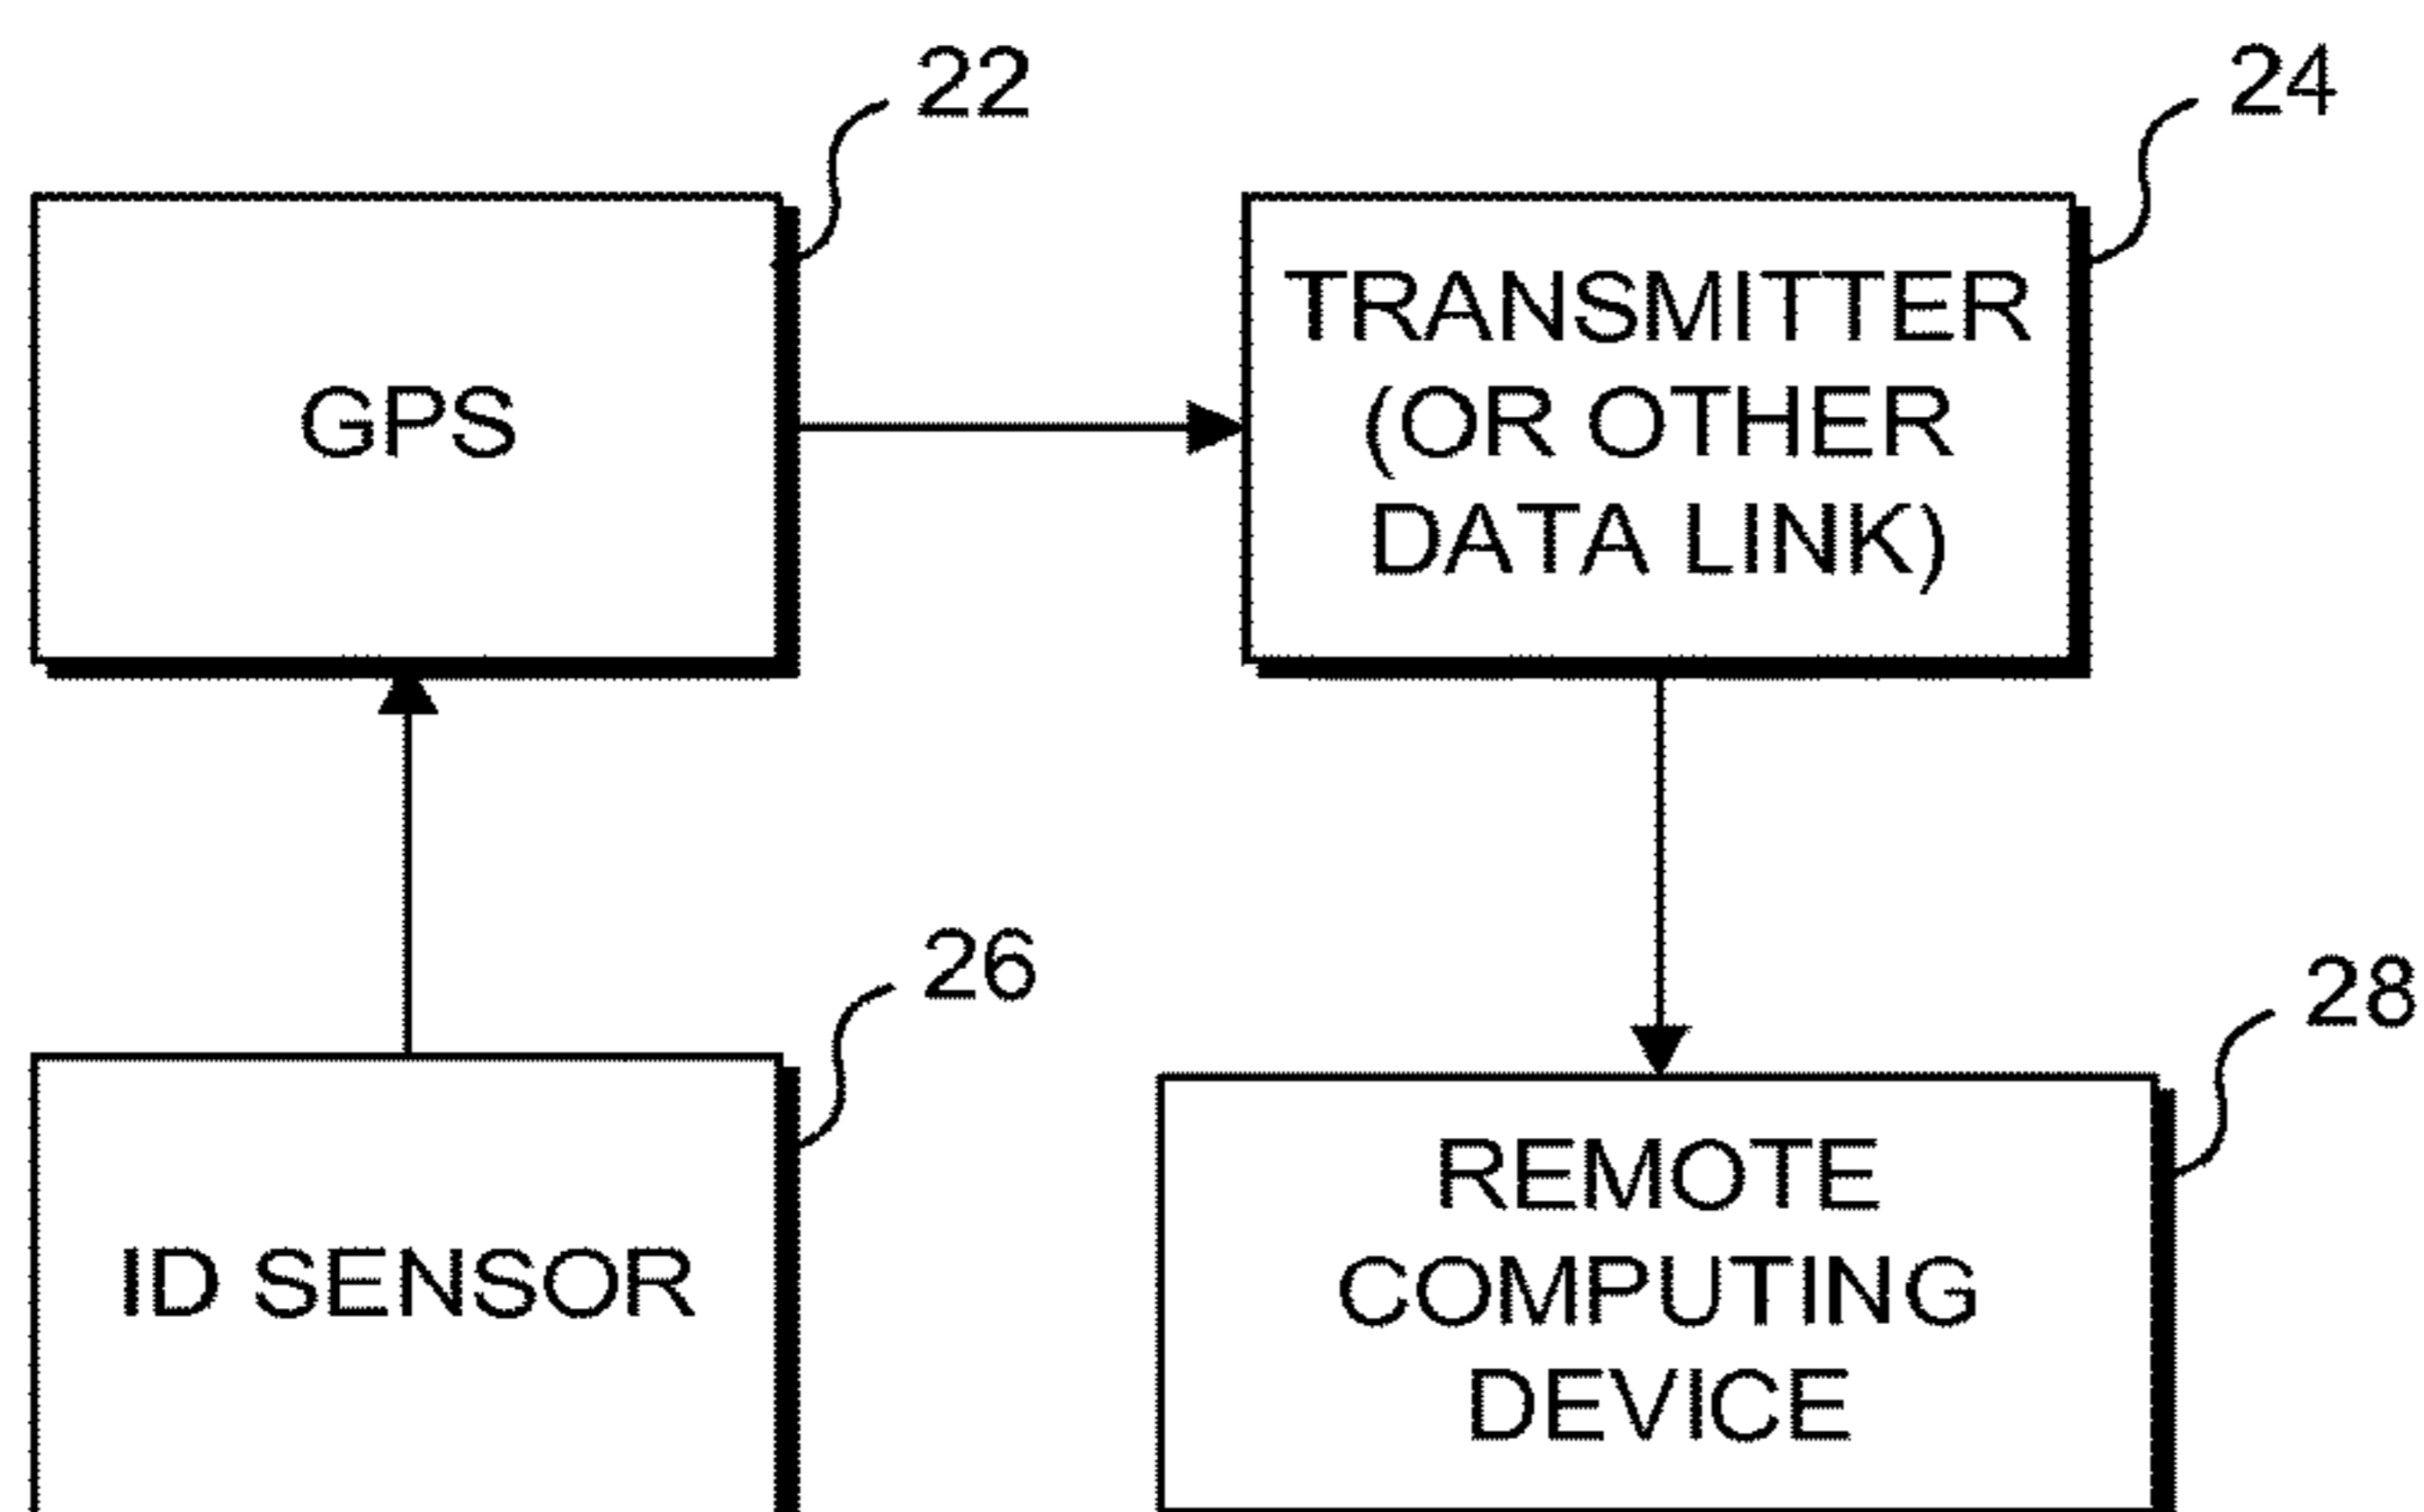 22
24
GPS
TRANSMITTER
(OR OTHER
DATA LINK)
26
28
ID SENSOR
REMOTE
COMPUTING
DEVICE